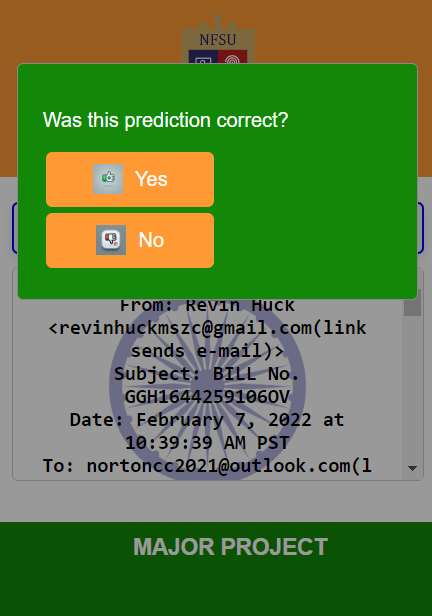 NFSU
Was this prediction correct?
Yes
No
From: Revin Huck
<revinhuckmszc@gmail.com(link
sends e-mail)>
Subject: BILL No.
GGH1644259106OV
Date: February 7, 2022 at
10:39:39 AM PST
To: nortoncc2021@outlook.com(l
MAJOR PROJECT